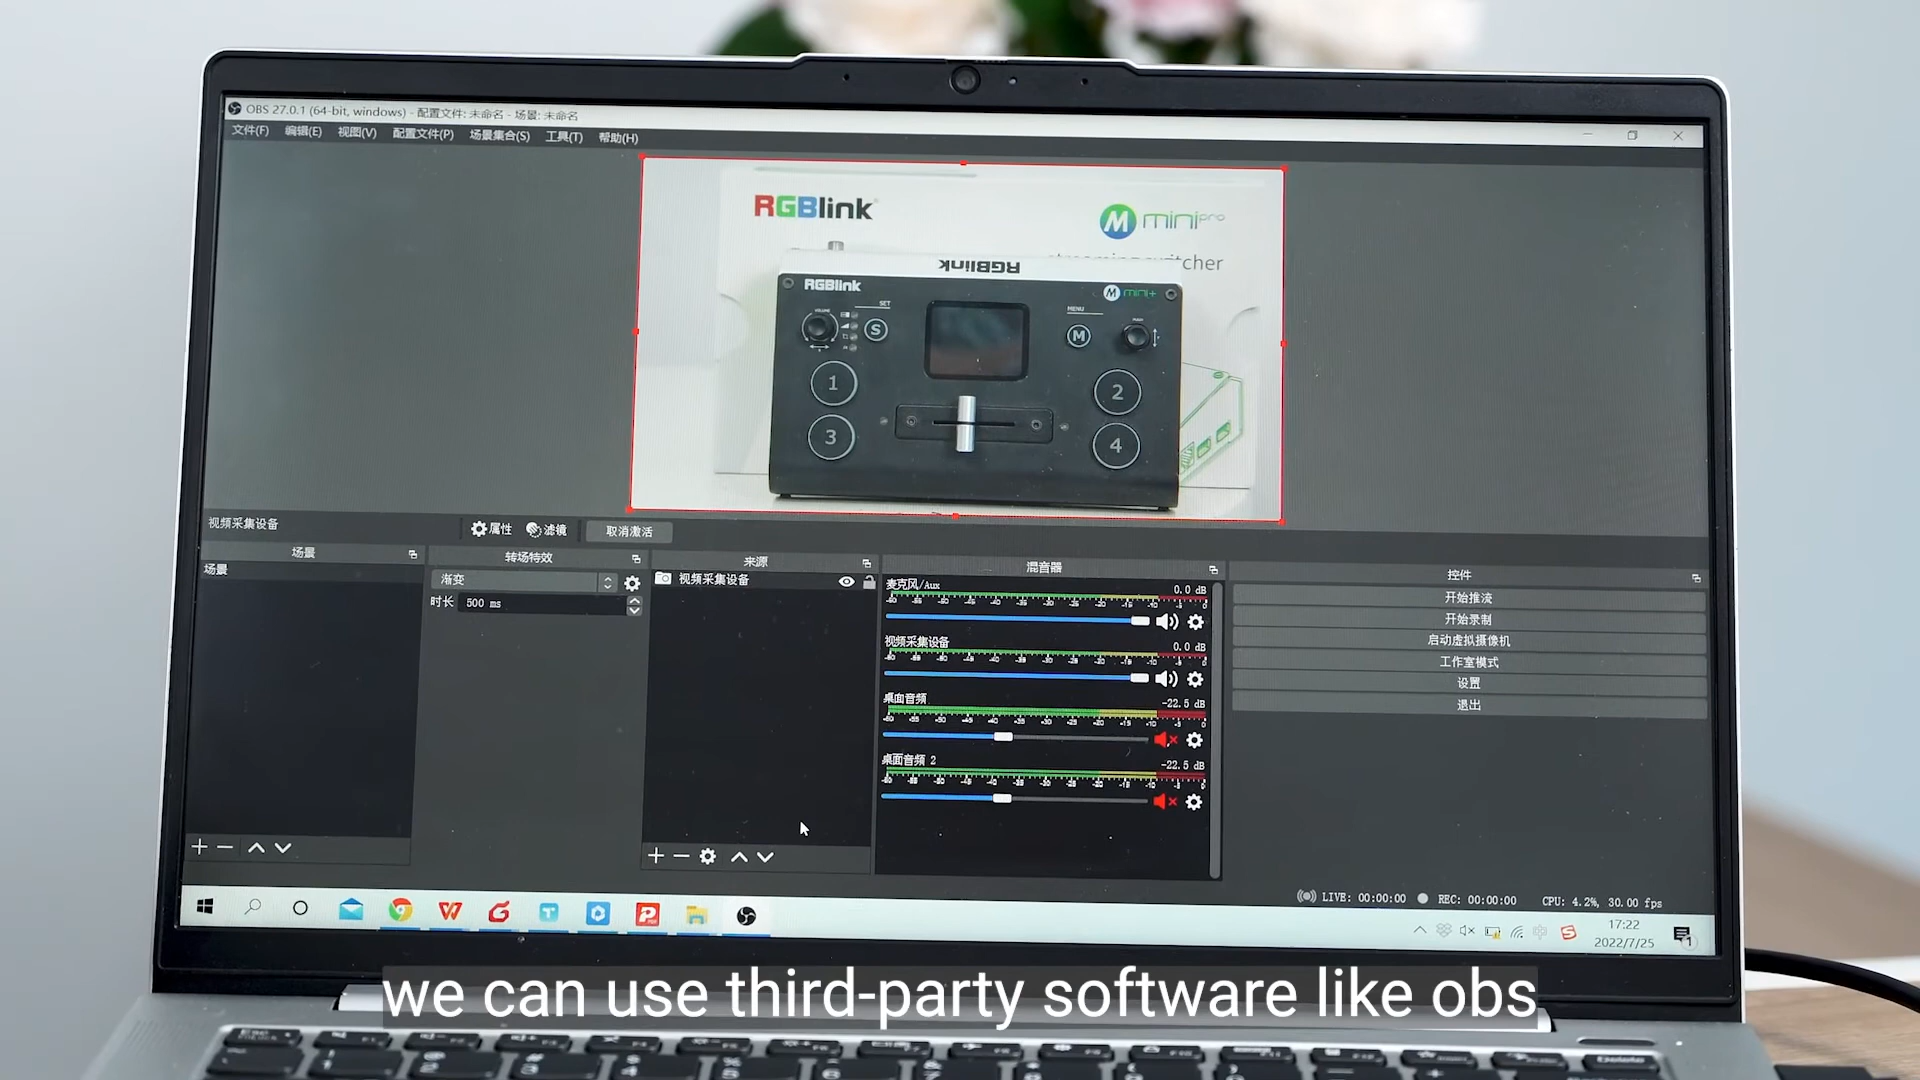 OBS 27.0.1 (64-bit, windows) - 配置文件: 未命名 - 场景: 未命名
文件(F) 编辑(E) 视图(V) 配置文件(P) 场景集合(S) 工具(T) 帮助(H)
RGBlink
M mini pro
RGBlink
RGBlink
M mini+
VOLUME
SET
S
MENU
M
PUSH
1
2
3
4
视频采集设备 属性 滤镜 取消激活
场景 转场特效 来源 混音器 控件
场景
渐变
时长 500 ms
视频采集设备
麦克风/Aux 0.0 dB
视频采集设备 0.0 dB
桌面音频 -22.5 dB
桌面音频 2 -22.5 dB
开始推流
开始录制
启动虚拟摄像机
工作室模式
设置
退出
LIVE: 00:00:00 REC: 00:00:00 CPU: 4.2%, 30.00 fps
17:22
2022/7/25
1
we can use third-party software like obs